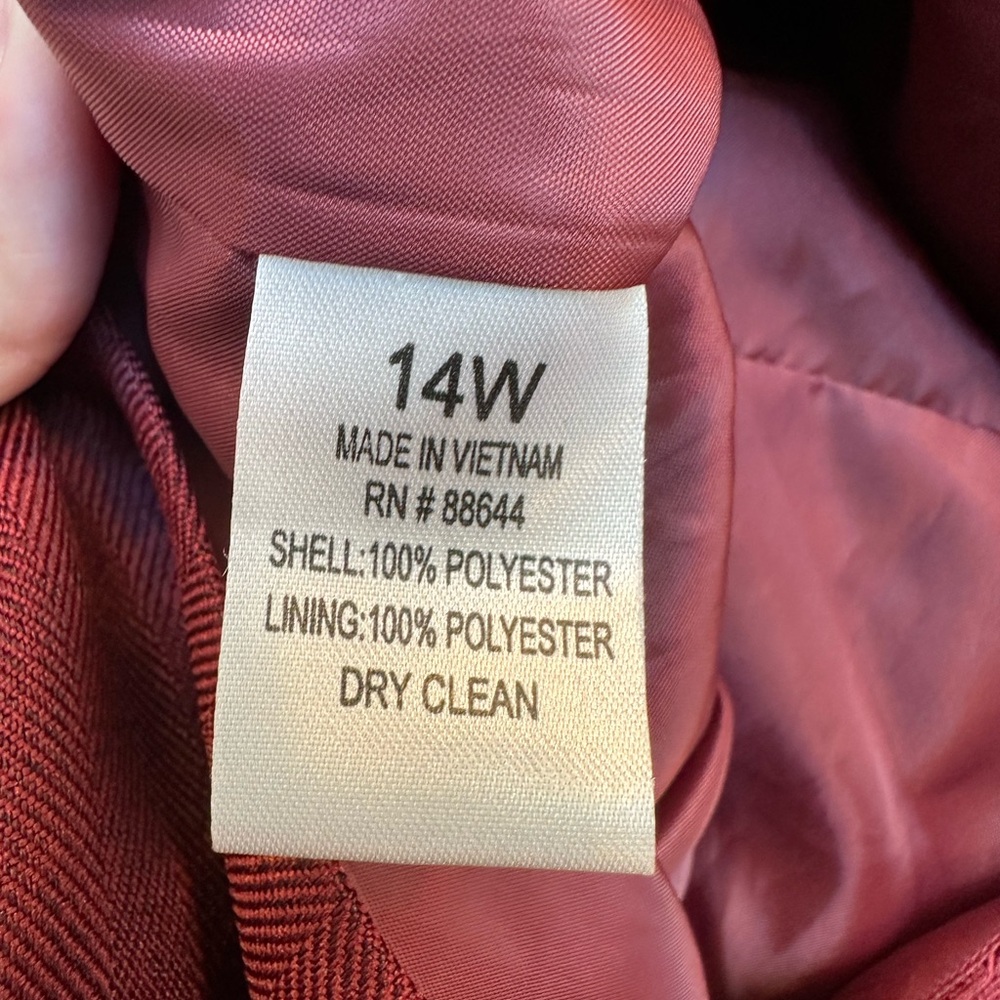 14W
MADE IN VIETNAM
RN # 88644
SHELL:100% POLYESTER
LINING:100% POLYESTER
DRY CLEAN